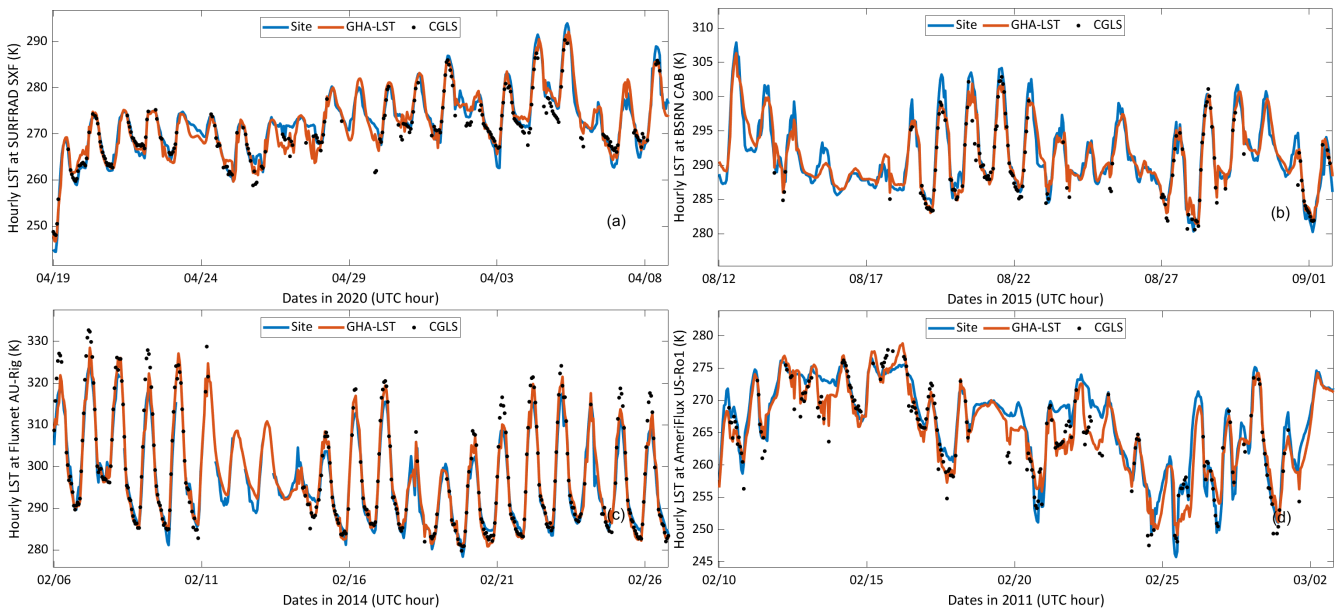 Hourly LST at SURFRAD SXF (K)
Site GHA-LST CGLS
290
280
270
260
250
(a)
04/19 04/24 04/29 04/03 04/08
Dates in 2020 (UTC hour)
Hourly LST at BSRN CAB (K)
Site GHA-LST CGLS
310
305
300
295
290
285
280
(b)
08/12 08/17 08/22 08/27 09/01
Dates in 2015 (UTC hour)
Hourly LST at Fluxnet AU-Rig (K)
Site GHA-LST CGLS
330
320
310
300
290
280
(c)
02/06 02/11 02/16 02/21 02/26
Dates in 2014 (UTC hour)
Hourly LST at AmeriFlux US-Ro1 (K)
Site GHA-LST CGLS
280
275
270
265
260
255
250
245
(d)
02/10 02/15 02/20 02/25 03/02
Dates in 2011 (UTC hour)